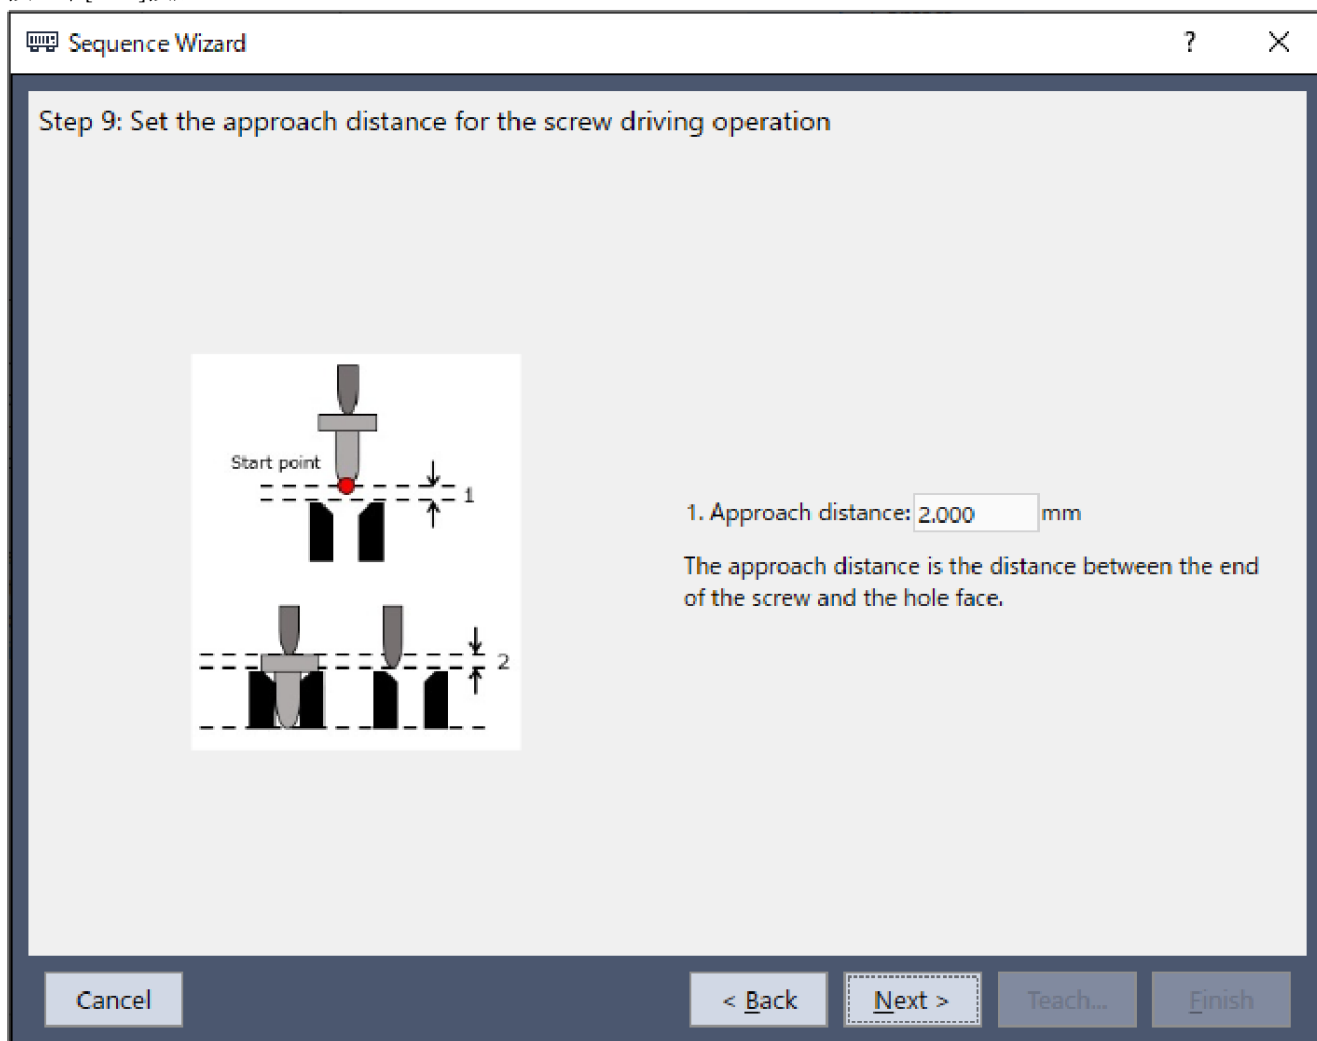 Sequence Wizard
?
Step 9: Set the approach distance for the screw driving operation
Start point
1
2
1. Approach distance: 2.000 mm
The approach distance is the distance between the end
of the screw and the hole face.
Cancel
< Back
Next >
Teach...
Finish